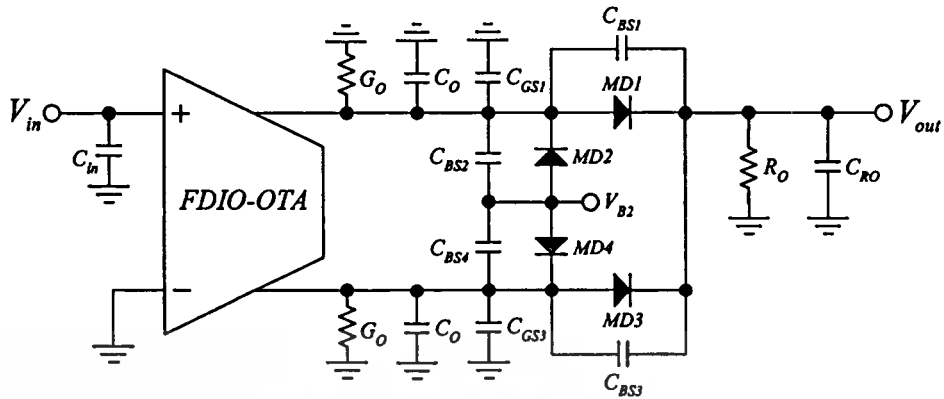 C_BS1
G_O
C_O
C_GS1
MD1
V_in
+
V_out
C_in
C_BS2
MD2
R_O
C_RO
FDIO-OTA
V_B2
C_BS4
MD4
−
MD3
G_O
C_O
C_GS3
C_BS3